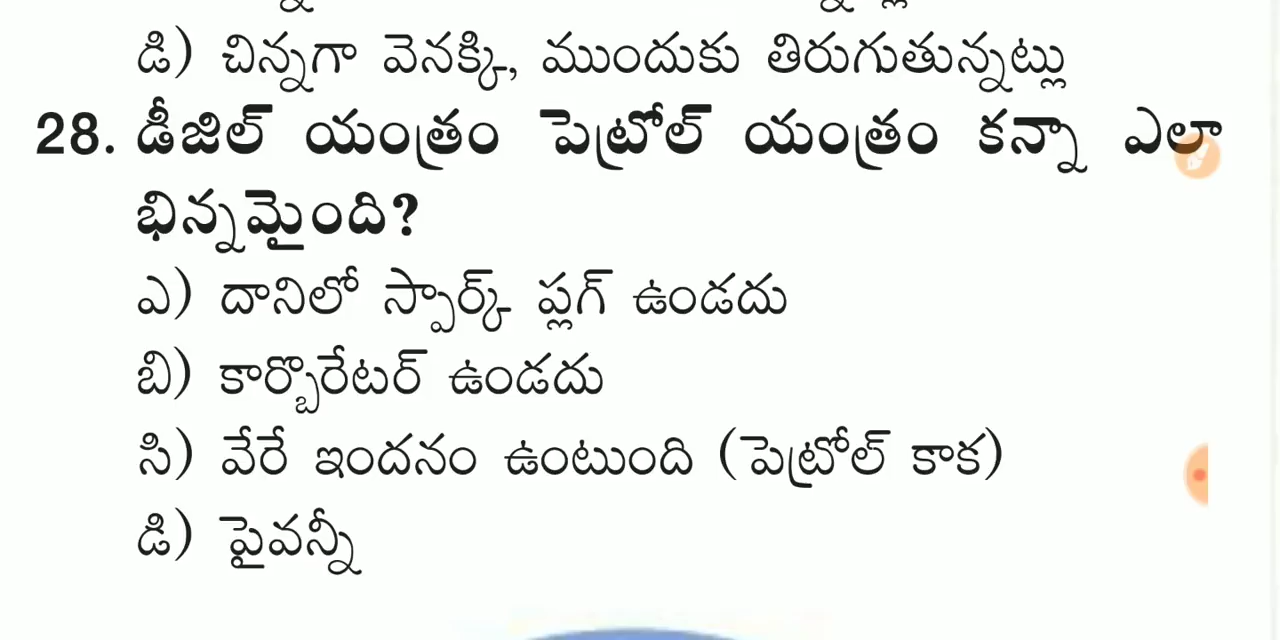 డి) చిన్నగా వెనక్కి, ముందుకు తిరుగుతున్నట్లు
28. డీజిల్ యంత్రం పెట్రోల్ యంత్రం కన్నా ఎలా
భిన్నమైంది?
ఎ) దానిలో స్పార్క్ ప్లగ్ ఉండదు
బి) కార్బొరేటర్ ఉండదు
సి) వేరే ఇందనం ఉంటుంది (పెట్రోల్ కాక)
డి) పైవన్నీ